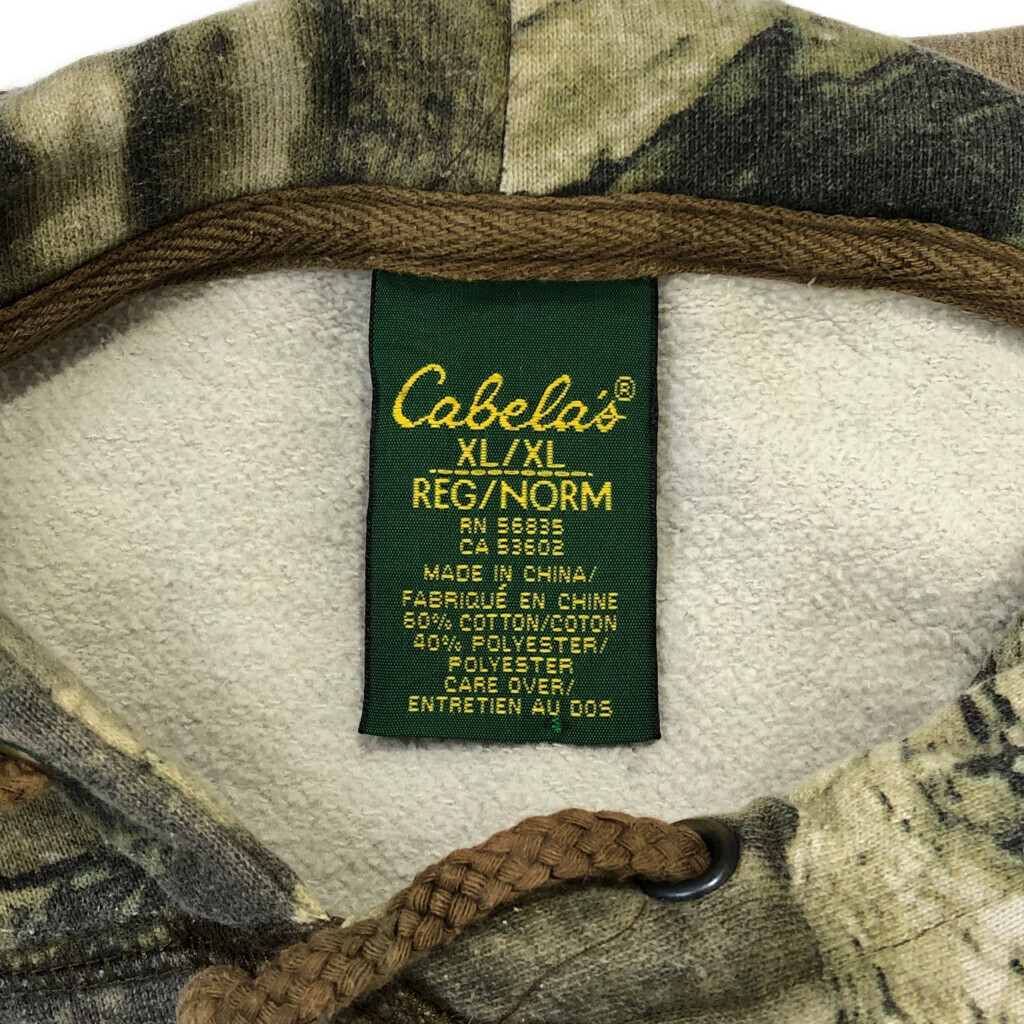 Cabela's®
XL/XL
REG/NORM
RN 56835
CA 53602
MADE IN CHINA/
FABRIQUÉ EN CHINE
60% COTTON/COTON
40% POLYESTER/
POLYESTER
CARE OVER/
ENTRETIEN AU DOS